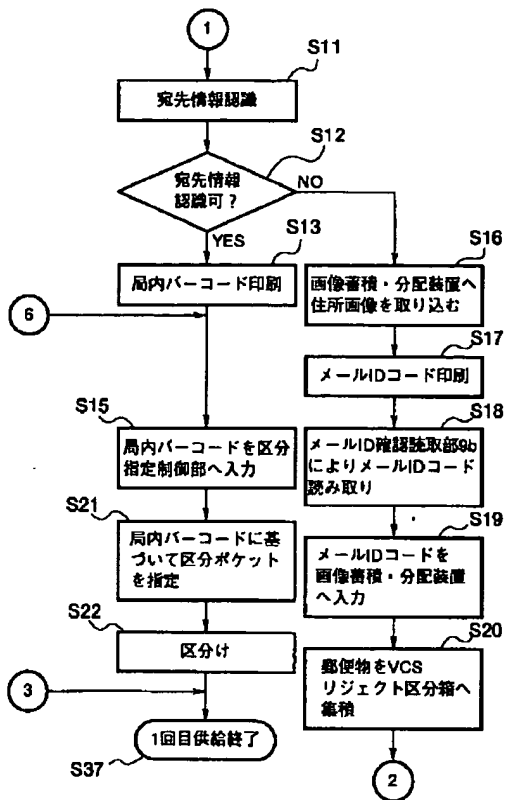 1
S11
宛先情報認識
S12
宛先情報
認識可？
NO
YES
S13
局内バーコード印刷
6
S16
画像蓄積・分配装置へ
住所画像を取り込む
S17
メールIDコード印刷
S15
局内バーコードを区分
指定制御部へ入力
S18
メールID確認読取部9b
によりメールIDコード
読み取り
S21
局内バーコードに基
づいて区分ポケット
を指定
S19
メールIDコードを
画像蓄積・分配装置
へ入力
S22
区分け
S20
郵便物をVCS
リジェクト区分箱へ
集積
3
1回目供給終了
S37
2